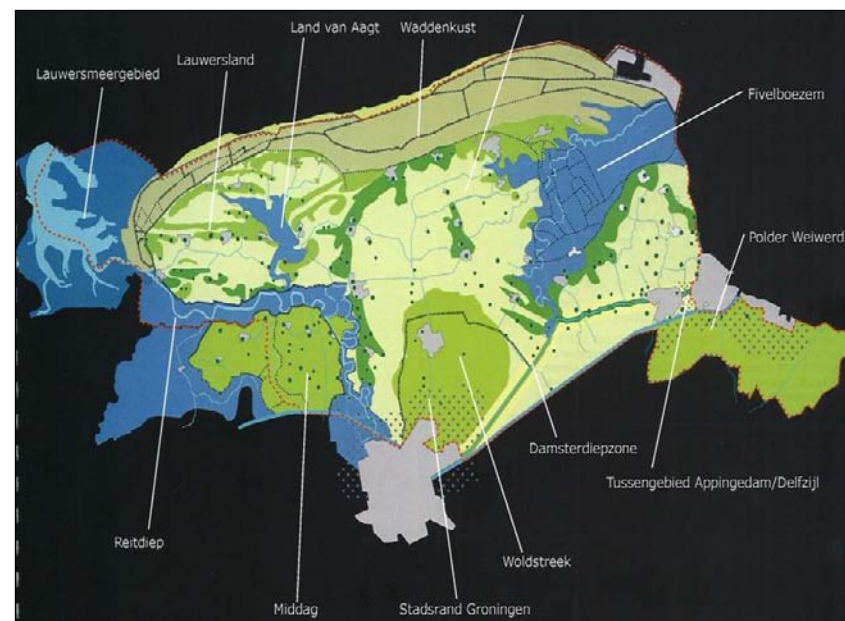 Land van Aagt
Waddenkust
Lauwersland
Lauwersmeergebied
Fivelboezem
Polder Weiwerd
Damsterdiepzone
Tussengebied Appingedam/Delfzijl
Reitdiep
Woldstreek
Middag
Stadsrand Groningen